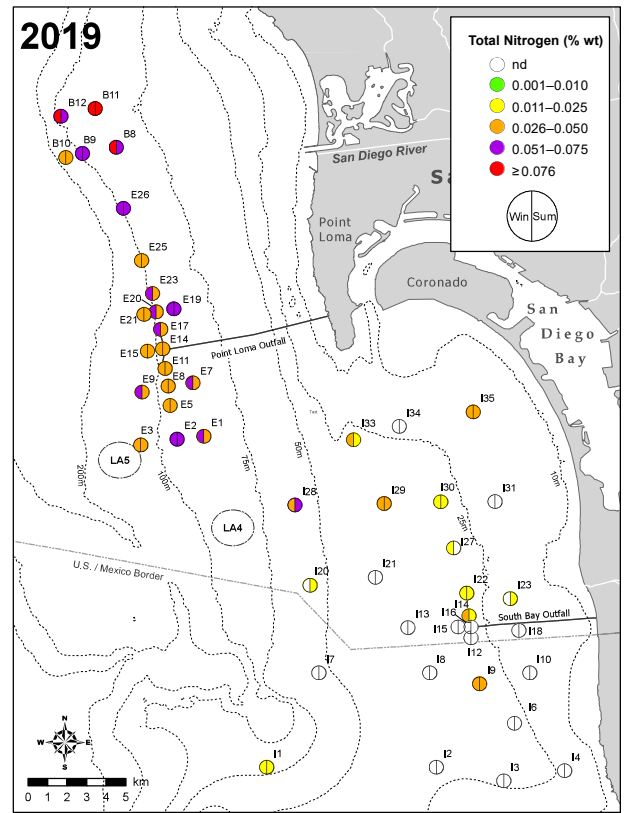 2019
Total Nitrogen (% wt)
nd
0.001–0.010
0.011–0.025
0.026–0.050
0.051–0.075
≥0.076
Win Sum
B12
B11
B10
B9
B8
San Diego River
E26
Point
Loma
E25
Coronado
E23
E20
E19
E21
E17
San
Diego
Bay
E14
E15
Point Loma Outfall
E11
E9
E8
E7
E5
E3
E2
E1
I35
I34
I33
LA5
200m
100m
75m
50m
25m
10m
I28
I29
I30
I31
LA4
I27
U.S. / Mexico Border
I20
I21
I22
I23
I14
I16
I13
I15
South Bay Outfall
I18
I12
I7
I8
I9
I10
I6
I1
I2
I3
I4
N
W E
S
km
0 1 2 3 4 5